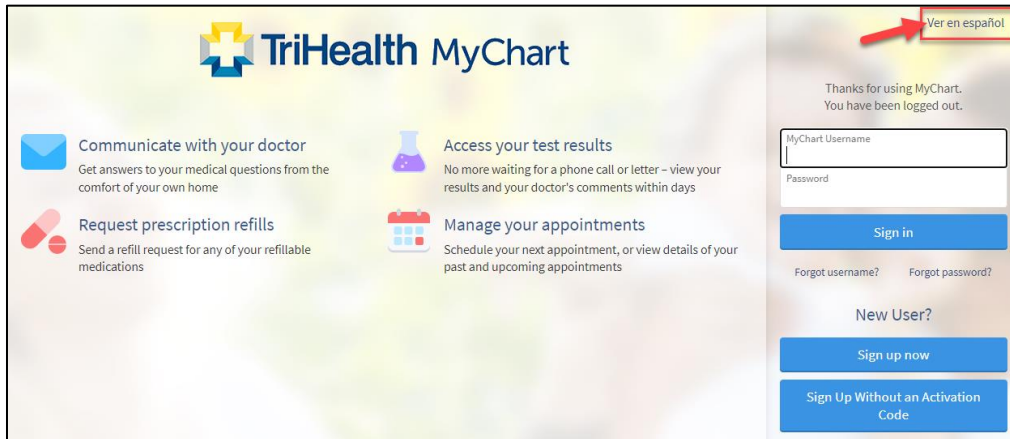 Ver en español
TriHealth MyChart
Communicate with your doctor
Get answers to your medical questions from the
comfort of your own home
Access your test results
No more waiting for a phone call or letter – view your
results and your doctor's comments within days
Request prescription refills
Send a refill request for any of your refillable
medications
Manage your appointments
Schedule your next appointment, or view details of your
past and upcoming appointments
Thanks for using MyChart.
You have been logged out.
MyChart Username
Password
Sign in
Forgot username? Forgot password?
New User?
Sign up now
Sign Up Without an Activation
Code